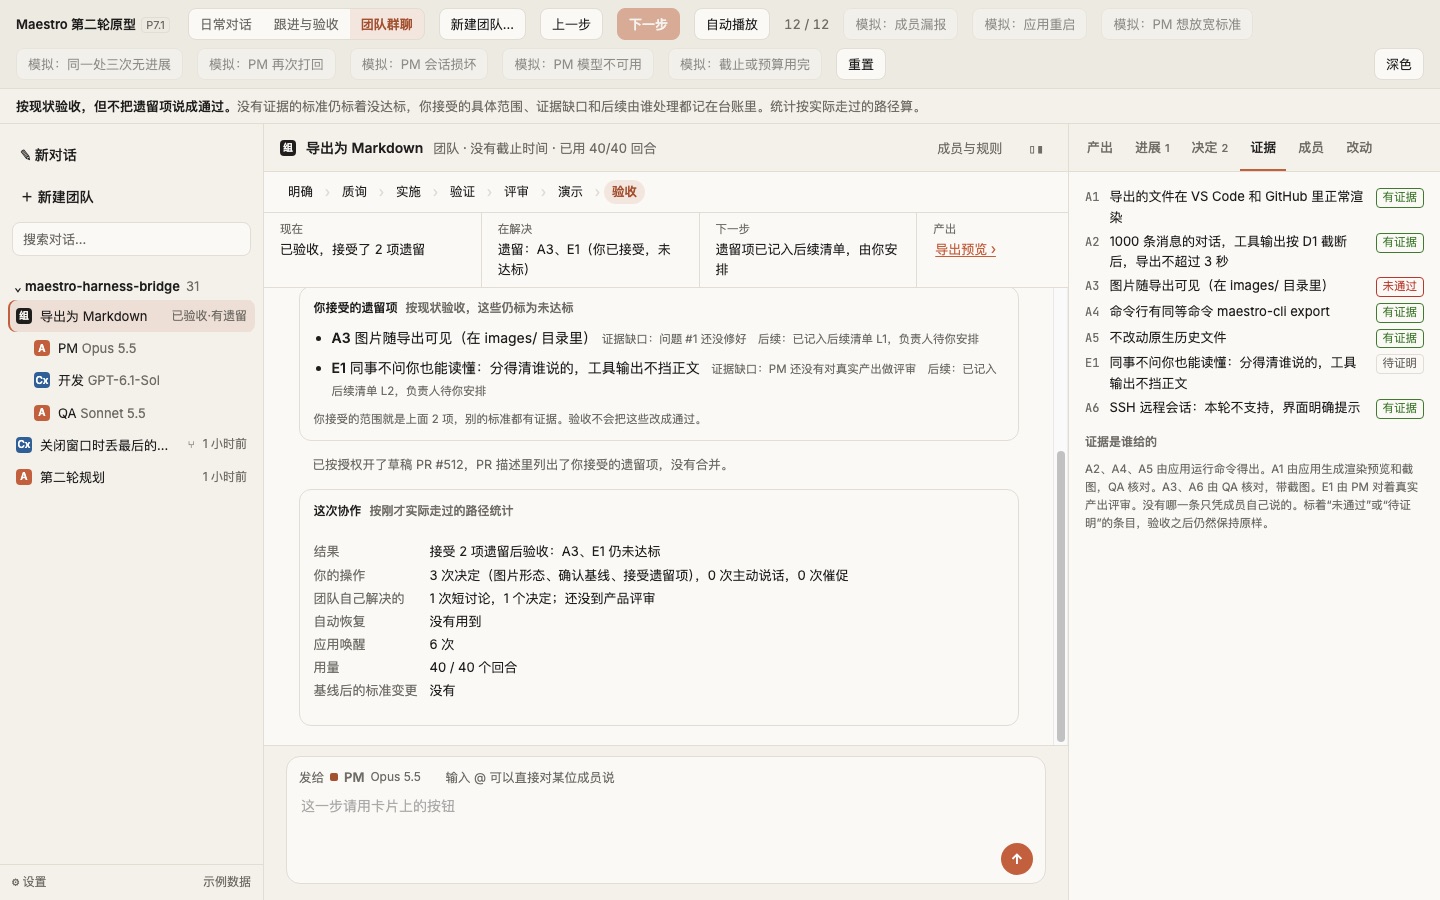 Maestro 第二轮原型 P7.1 日常对话 跟进与验收 团队群聊 新建团队... 上一步 下一步 自动播放 12 / 12 模拟：成员漏报 模拟：应用重启 模拟：PM 想放宽标准
模拟：同一处三次无进展 模拟：PM 再次打回 模拟：PM 会话损坏 模拟：PM 模型不可用 模拟：截止或预算用完 重置 深色
按现状验收，但不把遗留项说成通过。没有证据的标准仍标着没达标，你接受的具体范围、证据缺口和后续由谁处理都记在台账里。统计按实际走过的路径算。
✎ 新对话
+ 新建团队
搜索对话...
maestro-harness-bridge 31
组 导出为 Markdown 已验收·有遗留
A PM Opus 5.5
Cx 开发 GPT-6.1-Sol
A QA Sonnet 5.5
Cx 关闭窗口时丢最后的... 1 小时前
A 第二轮规划 1 小时前
设置 示例数据
组 导出为 Markdown 团队 · 没有截止时间 · 已用 40/40 回合 成员与规则
明确 › 质询 › 实施 › 验证 › 评审 › 演示 › 验收
现在
已验收，接受了 2 项遗留
在解决
遗留：A3、E1（你已接受，未
达标）
下一步
遗留项已记入后续清单，由你安
排
产出
导出预览 ›
你接受的遗留项 按现状验收，这些仍标为未达标
• A3 图片随导出可见（在 images/ 目录里） 证据缺口：问题 #1 还没修好 后续：已记入后续清单 L1，负责人待你安排
• E1 同事不问你也能读懂：分得清谁说的，工具输出不挡正文 证据缺口：PM 还没有对真实产出做评审 后续：已记入
后续清单 L2，负责人待你安排
你接受的范围就是上面 2 项，别的标准都有证据。验收不会把这些改成通过。
已按授权开了草稿 PR #512，PR 描述里列出了你接受的遗留项，没有合并。
这次协作 按刚才实际走过的路径统计
结果 接受 2 项遗留后验收：A3、E1 仍未达标
你的操作 3 次决定（图片形态、确认基线、接受遗留项），0 次主动说话，0 次催促
团队自己解决的 1 次短讨论，1 个决定；还没到产品评审
自动恢复 没有用到
应用唤醒 6 次
用量 40 / 40 个回合
基线后的标准变更 没有
发给 PM Opus 5.5 输入 @ 可以直接对某位成员说
这一步请用卡片上的按钮
产出 进展 1 决定 2 证据 成员 改动
A1 导出的文件在 VS Code 和 GitHub 里正常渲 有证据
染
A2 1000 条消息的对话，工具输出按 D1 截断 有证据
后，导出不超过 3 秒
A3 图片随导出可见（在 images/ 目录里） 未通过
A4 命令行有同等命令 maestro-cli export 有证据
A5 不改动原生历史文件 有证据
E1 同事不问你也能读懂：分得清谁说的，工具 待证明
输出不挡正文
A6 SSH 远程会话：本轮不支持，界面明确提示 有证据
证据是谁给的
A2、A4、A5 由应用运行命令得出。A1 由应用生成渲染预览和截
图，QA 核对。A3、A6 由 QA 核对，带截图。E1 由 PM 对着真实
产出评审。没有哪一条只凭成员自己说的。标着“未通过”或“待证
明”的条目，验收之后仍然保持原样。